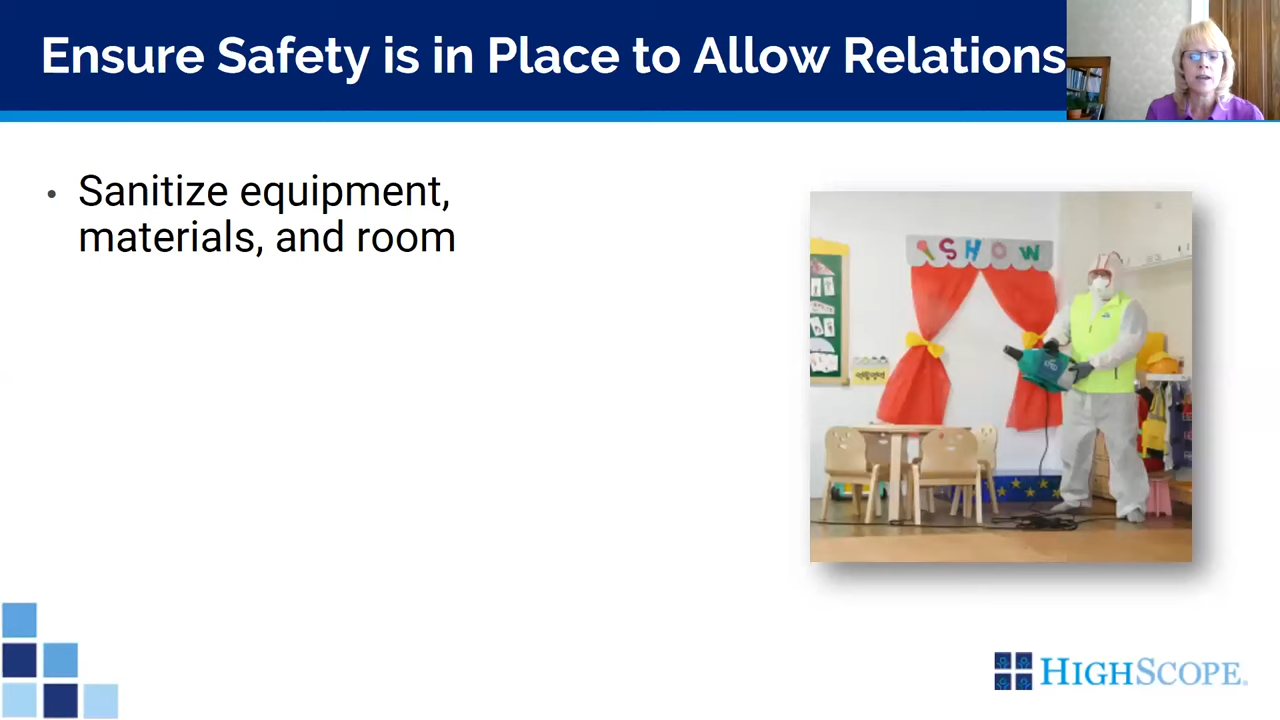 Ensure Safety is in Place to Allow Relations
• Sanitize equipment,
materials, and room
SHOW
HIGHSCOPE®